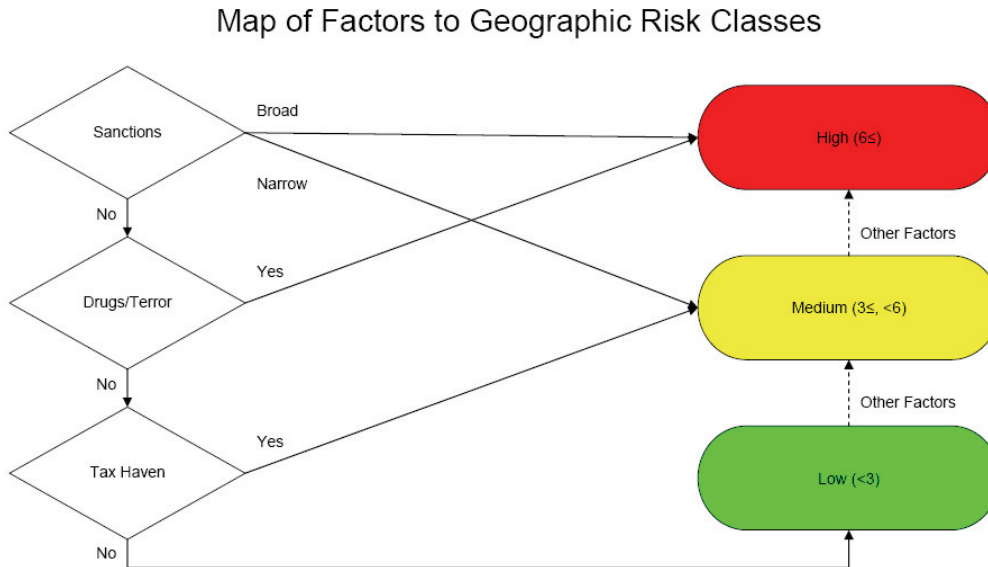 Map of Factors to Geographic Risk Classes
Sanctions
Broad
High (6≤)
Narrow
No
Other Factors
Drugs/Terror
Yes
Medium (3≤, <6)
No
Other Factors
Tax Haven
Yes
Low (<3)
No